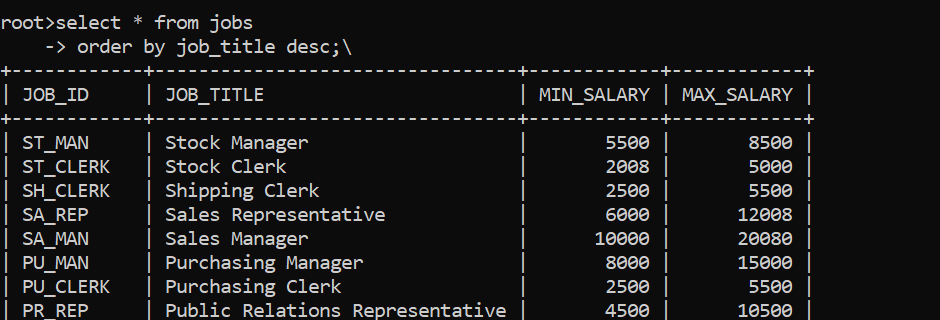 root>select * from jobs
    -> order by job_title desc;\
+------------+---------------------------------+------------+------------+
| JOB_ID     | JOB_TITLE                       | MIN_SALARY | MAX_SALARY |
+------------+---------------------------------+------------+------------+
| ST_MAN     | Stock Manager                   |       5500 |       8500 |
| ST_CLERK   | Stock Clerk                     |       2008 |       5000 |
| SH_CLERK   | Shipping Clerk                  |       2500 |       5500 |
| SA_REP     | Sales Representative            |       6000 |      12008 |
| SA_MAN     | Sales Manager                   |      10000 |      20080 |
| PU_MAN     | Purchasing Manager              |       8000 |      15000 |
| PU_CLERK   | Purchasing Clerk                |       2500 |       5500 |
| PR_REP     | Public Relations Representative |       4500 |      10500 |